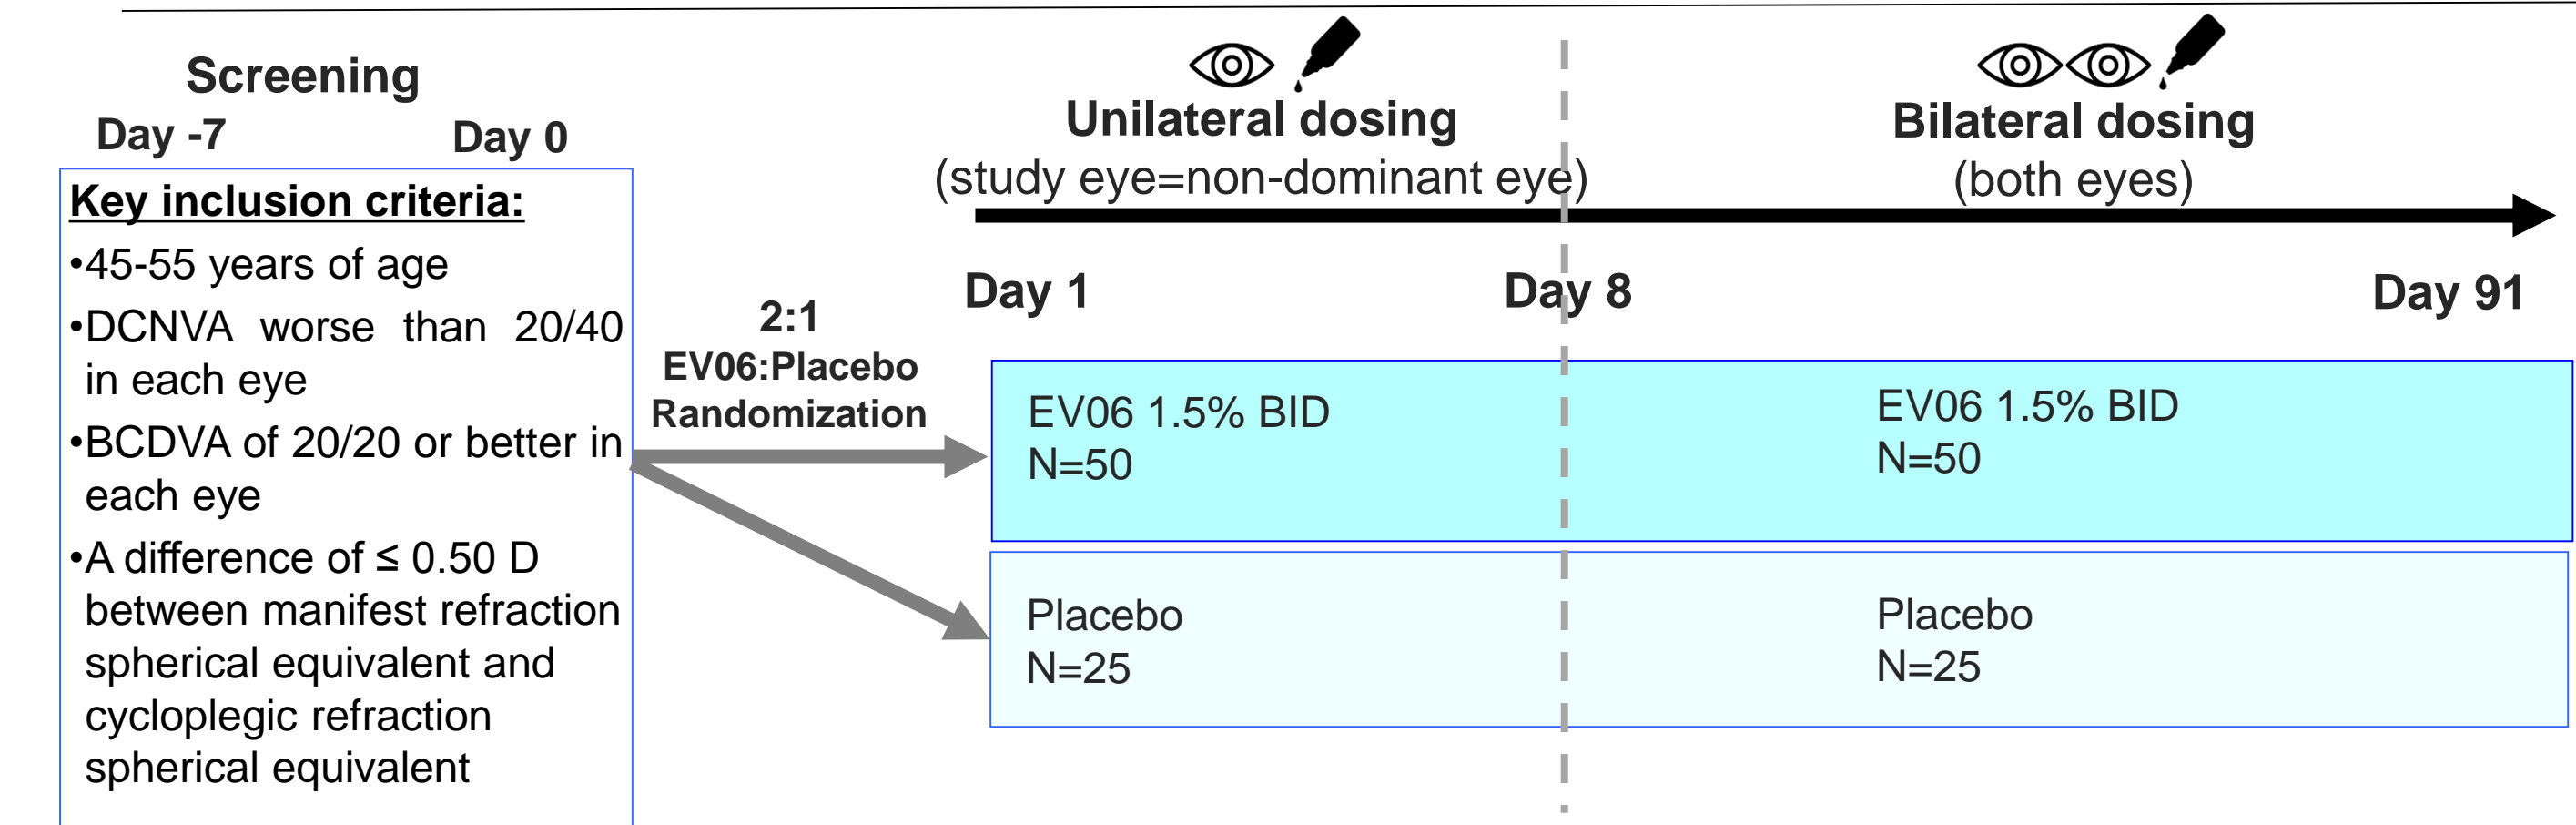 Screening
Day -7
Day 0
Key inclusion criteria:
•45-55 years of age
•DCNVA worse than 20/40
in each eye
•BCDVA of 20/20 or better in
each eye
•A difference of ≤ 0.50 D
between manifest refraction
spherical equivalent and
cycloplegic refraction
spherical equivalent
2:1
EV06:Placebo
Randomization
Unilateral dosing
(study eye=non-dominant eye)
Bilateral dosing
(both eyes)
Day 1
Day 8
Day 91
EV06 1.5% BID
N=50
EV06 1.5% BID
N=50
Placebo
N=25
Placebo
N=25